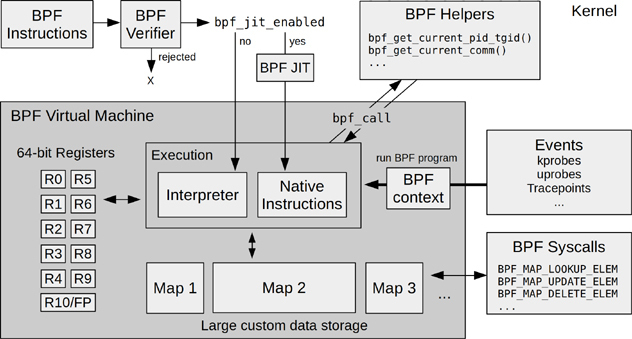 BPF
Instructions
BPF
Verifier
bpf_jit_enabled
rejected
X
no
yes
BPF JIT
BPF Helpers
bpf_get_current_pid_tgid()
bpf_get_current_comm()
...
Kernel
BPF Virtual Machine
bpf_call
64-bit Registers
R0 R5
R1 R6
R2 R7
R3 R8
R4 R9
R10/FP
Execution
Interpreter
Native
Instructions
run BPF program
BPF
context
Events
kprobes
uprobes
Tracepoints
...
Map 1
Map 2
Map 3
...
Large custom data storage
BPF Syscalls
BPF_MAP_LOOKUP_ELEM
BPF_MAP_UPDATE_ELEM
BPF_MAP_DELETE_ELEM
...